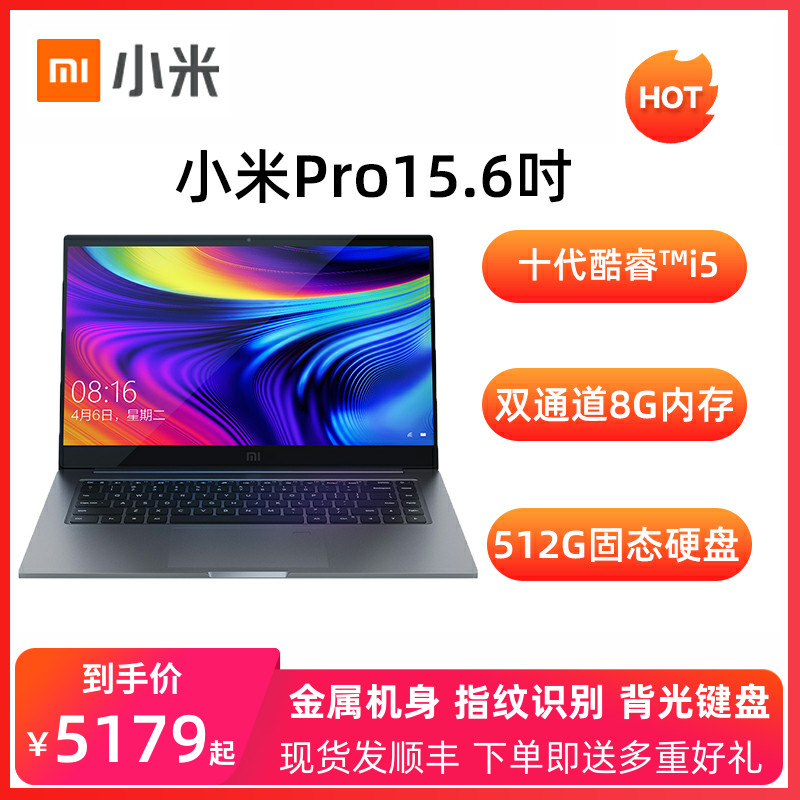 mi 小米
HOT
小米Pro15.6吋
十代酷睿™i5
双通道8G内存
08:16
4月6日，星期二
mi
512G固态硬盘
到手价
¥5179起
金属机身 指纹识别 背光键盘
现货发顺丰 下单即送多重好礼